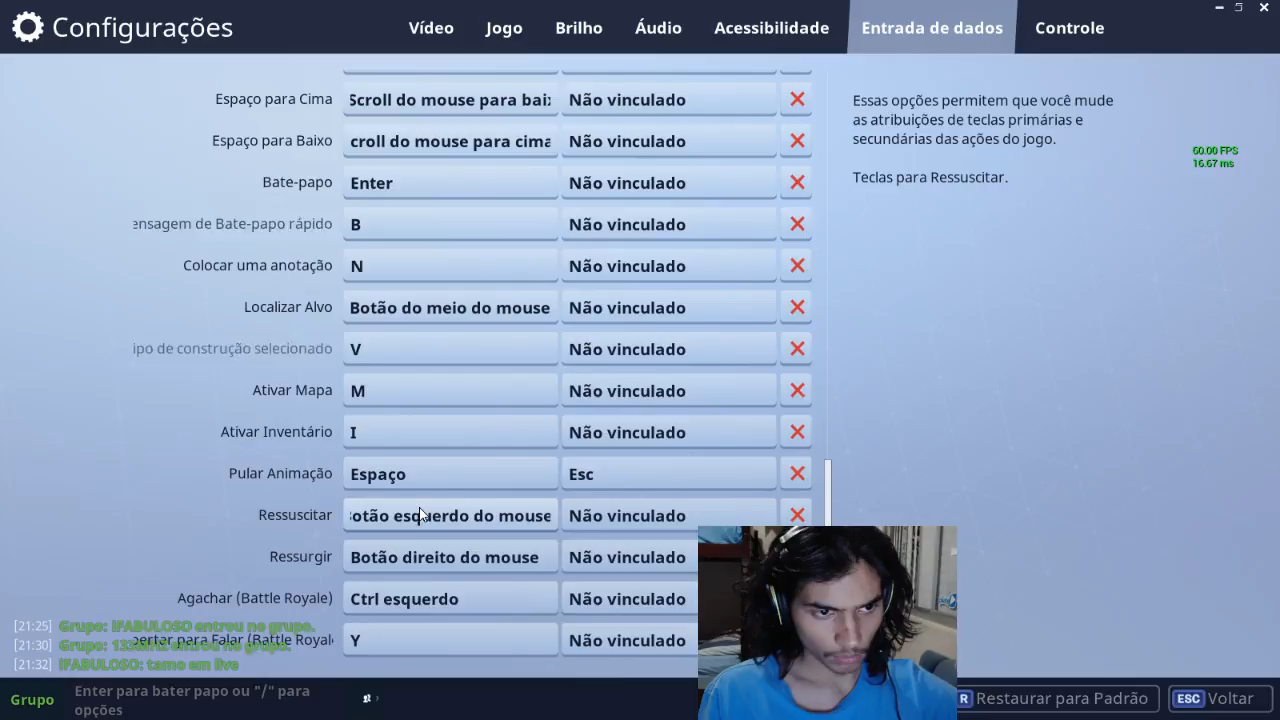 Configurações
Vídeo Jogo Brilho Áudio Acessibilidade Entrada de dados Controle
Espaço para Cima Scroll do mouse para baix Não vinculado
Espaço para Baixo croll do mouse para cima Não vinculado
Bate-papo Enter Não vinculado
ensagem de Bate-papo rápido B Não vinculado
Colocar uma anotação N Não vinculado
Localizar Alvo Botão do meio do mouse Não vinculado
ipo de construção selecionado V Não vinculado
Ativar Mapa M Não vinculado
Ativar Inventário I Não vinculado
Pular Animação Espaço Esc
Ressuscitar otão esquerdo do mouse Não vinculado
Ressurgir Botão direito do mouse Não vinculado
Agachar (Battle Royale) Ctrl esquerdo Não vinculado
pertar para Falar (Battle Royal Y Não vinculado
Essas opções permitem que você mude
as atribuições de teclas primárias e
secundárias das ações do jogo.
Teclas para Ressuscitar.
60.00 FPS
16.67 ms
[21:25] Grupo: iFABULOSO entrou no grupo.
[21:30] Grupo: 133MHZ entrou no grupo.
[21:32] iFABULOSO: tamo em live
Grupo
Enter para bater papo ou "/" para
opções
R Restaurar para Padrão
ESC Voltar